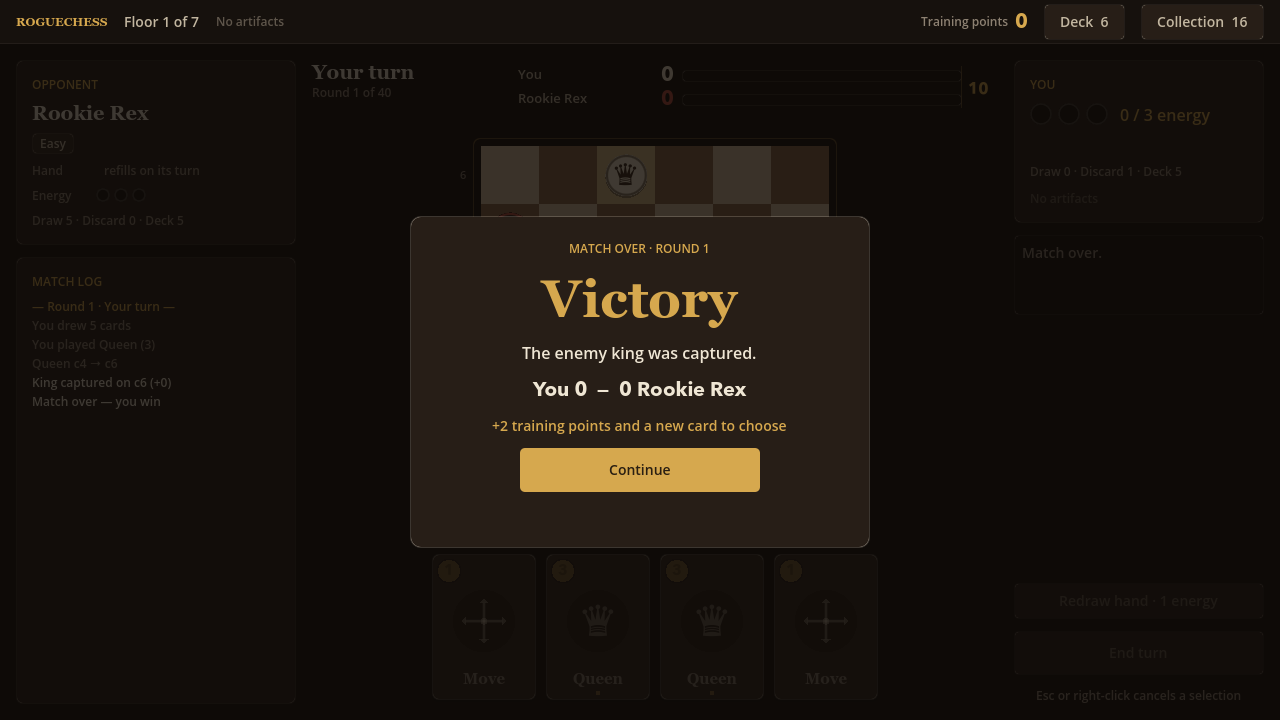 ROGUECHESS Floor 1 of 7 No artifacts Training points 0 Deck 6 Collection 16
OPPONENT
Rookie Rex
Easy
Hand refills on its turn
Energy
Draw 5 · Discard 0 · Deck 5
MATCH LOG
— Round 1 · Your turn —
You drew 5 cards
You played Queen (3)
Queen c4 → c6
King captured on c6 (+0)
Match over — you win
Your turn
Round 1 of 40
You 0
Rookie Rex 0
10
6
MATCH OVER · ROUND 1
Victory
The enemy king was captured.
You 0 – 0 Rookie Rex
+2 training points and a new card to choose
Continue
1 Move
3 Queen
3 Queen
1 Move
YOU
0 / 3 energy
Draw 0 · Discard 1 · Deck 5
No artifacts
Match over.
Redraw hand · 1 energy
End turn
Esc or right-click cancels a selection